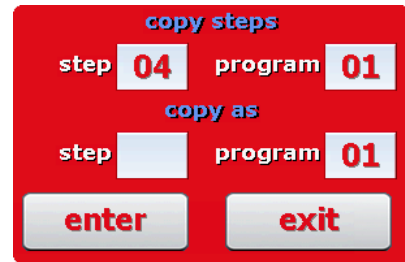 copy steps
step 04 program 01
copy as
step program 01
enter exit